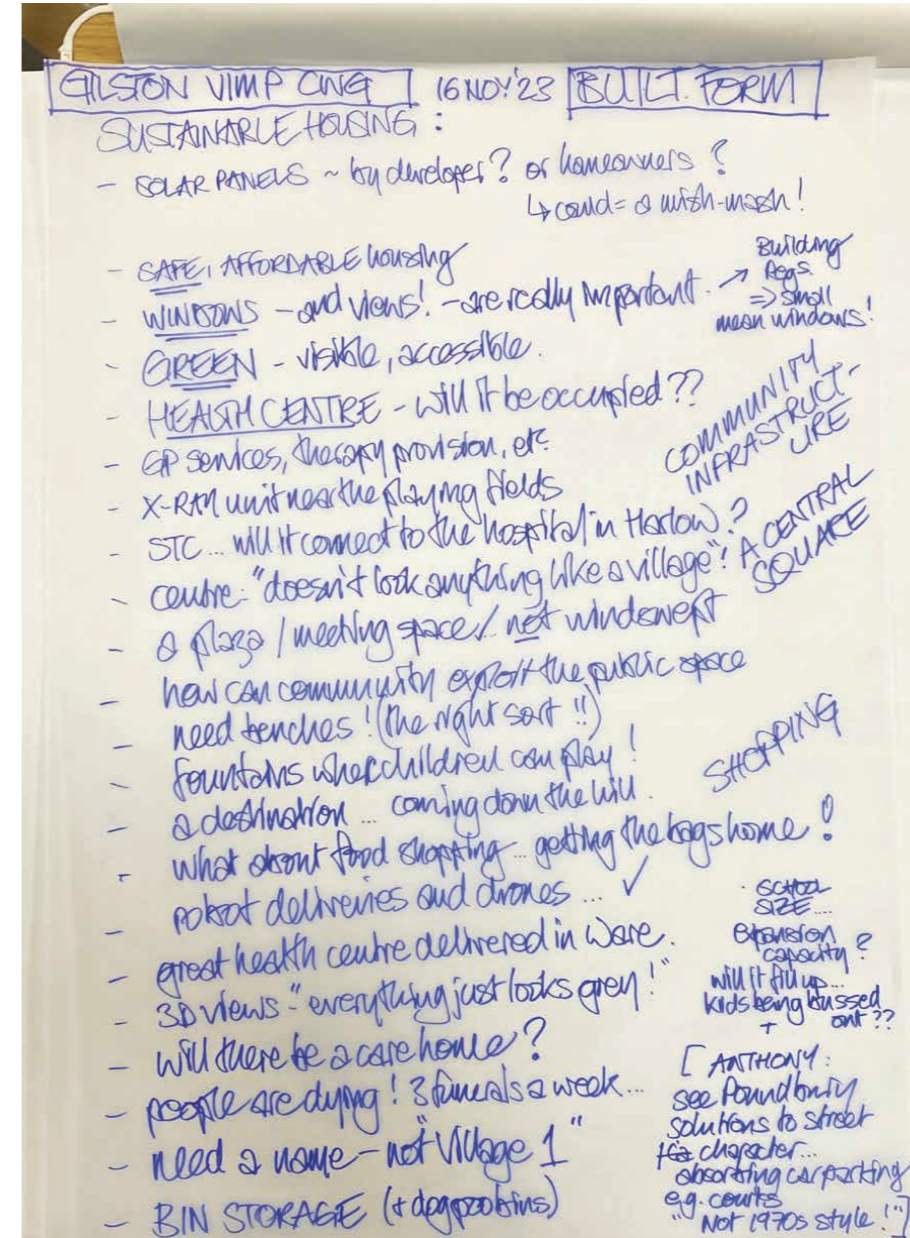 GILSTON VIMP CWG 16 NOV '23 BUILT FORM
SUSTAINABLE HOUSING:
- SOLAR PANELS ~ by developer? or homeowners?
↳ could = a mish-mash!
- SAFE, AFFORDABLE housing
- WINDOWS - and views! - are really important. → Building
Regs.
=> small
mean windows!
- GREEN - visible, accessible.
- HEALTH CENTRE - will it be occupied??
- GP services, therapy provision, etc.
- X-RAY unit near the playing fields
COMMUNITY
INFRASTRUCT-
URE
- STC ... will it connect to the hospital in Harlow?
- centre: "doesn't look anything like a village"!
- a plaza / meeting space / not windswept
A CENTRAL
SQUARE
- how can community exploit the public space
- need benches! (the right sort!!)
- fountains where children can play!
- a destination ... coming down the hill.
SHOPPING
- what about food shopping... getting the bags home!
robot deliveries and drones... ✓
- great health centre delivered in Ware.
- 3D views - "everything just looks grey!"
- will there be a care home?
- people are dying! 3 funerals a week...
- need a name - not "Village 1"
- BIN STORAGE (+ dog poo bins)
· SCHOOL
SIZE....
expansion
capacity?
will it fill up...
kids being bussed
+ out??
[ANTHONY:
see Poundbury
solutions to street
character...
absorbing car parking
e.g. courts
"Not 1970s style!"]